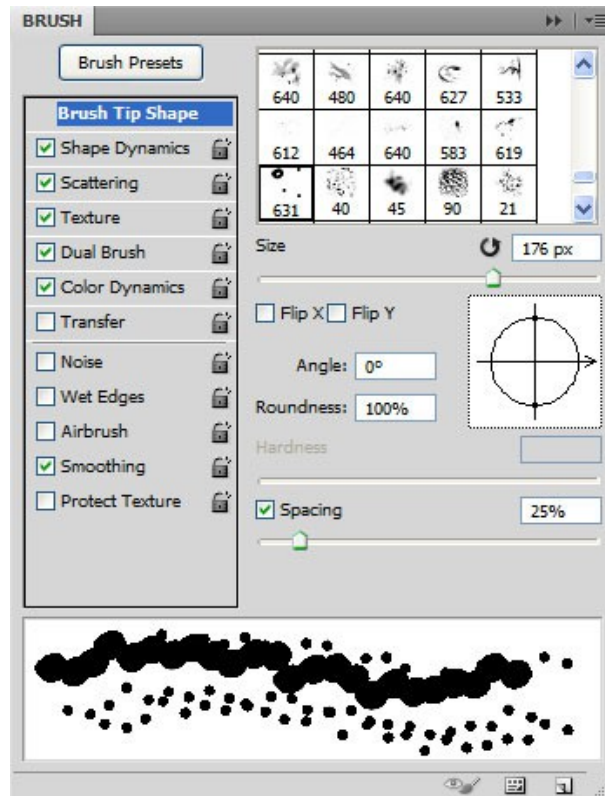 BRUSH
Brush Presets
640 480 640 627 533
612 464 640 583 619
631 40 45 90 21
Brush Tip Shape
Shape Dynamics
Scattering
Texture
Dual Brush
Color Dynamics
Transfer
Noise
Wet Edges
Airbrush
Smoothing
Protect Texture
Size 176 px
Flip X Flip Y
Angle: 0º
Roundness: 100%
Hardness
Spacing 25%